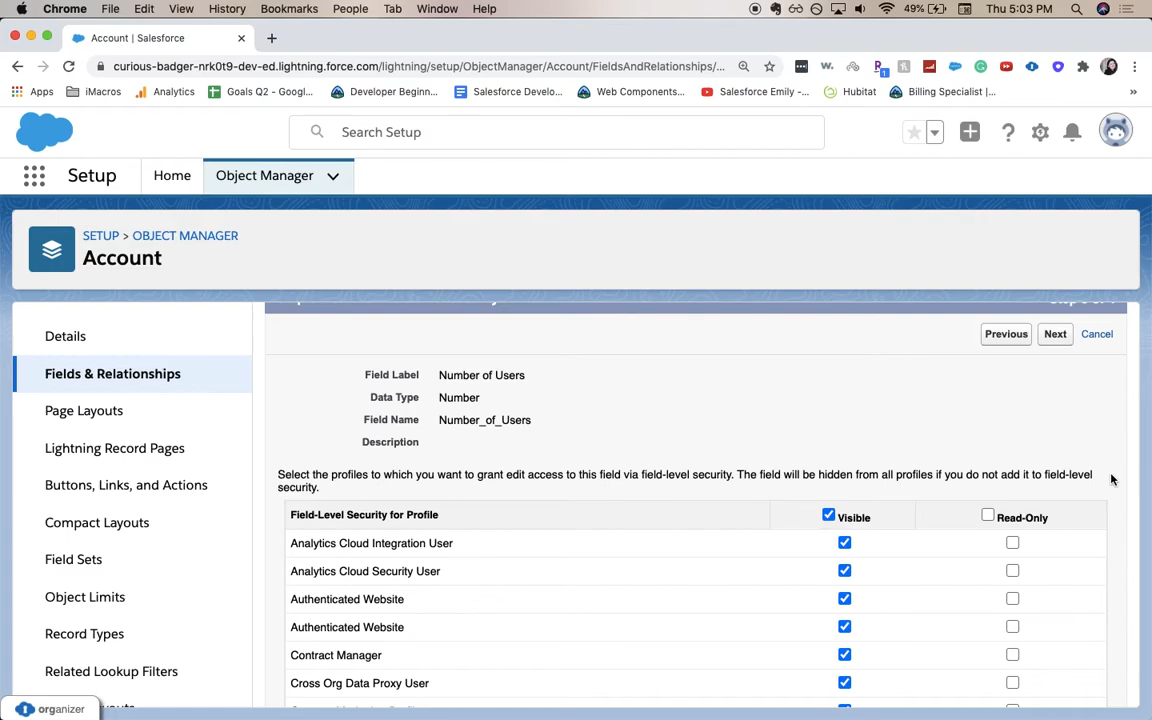 Chrome File Edit View History Bookmarks People Tab Window Help 49% Thu 5:03 PM
Account | Salesforce
curious-badger-nrk0t9-dev-ed.lightning.force.com/lightning/setup/ObjectManager/Account/FieldsAndRelationships/...
Apps iMacros Analytics Goals Q2 - Googl... Developer Beginn... Salesforce Develo... Web Components... Salesforce Emily -... Hubitat Billing Specialist |... »
Search Setup
Setup Home Object Manager
SETUP > OBJECT MANAGER
Account
Details
Fields & Relationships
Page Layouts
Lightning Record Pages
Buttons, Links, and Actions
Compact Layouts
Field Sets
Object Limits
Record Types
Related Lookup Filters
organizer
Previous Next Cancel
Field Label Number of Users
Data Type Number
Field Name Number_of_Users
Description
Select the profiles to which you want to grant edit access to this field via field-level security. The field will be hidden from all profiles if you do not add it to field-level
security.
Field-Level Security for Profile Visible Read-Only
Analytics Cloud Integration User
Analytics Cloud Security User
Authenticated Website
Authenticated Website
Contract Manager
Cross Org Data Proxy User